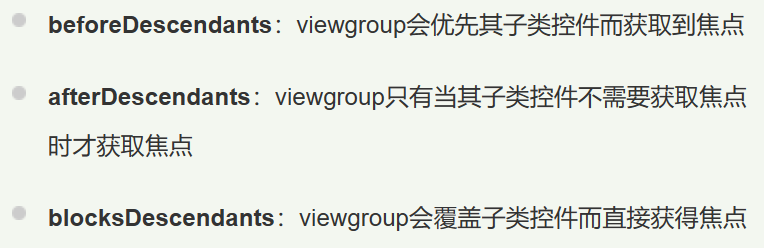 beforeDescendants：viewgroup会优先其子类控件而获取到焦点
afterDescendants：viewgroup只有当其子类控件不需要获取焦点
时才获取焦点
blocksDescendants：viewgroup会覆盖子类控件而直接获得焦点